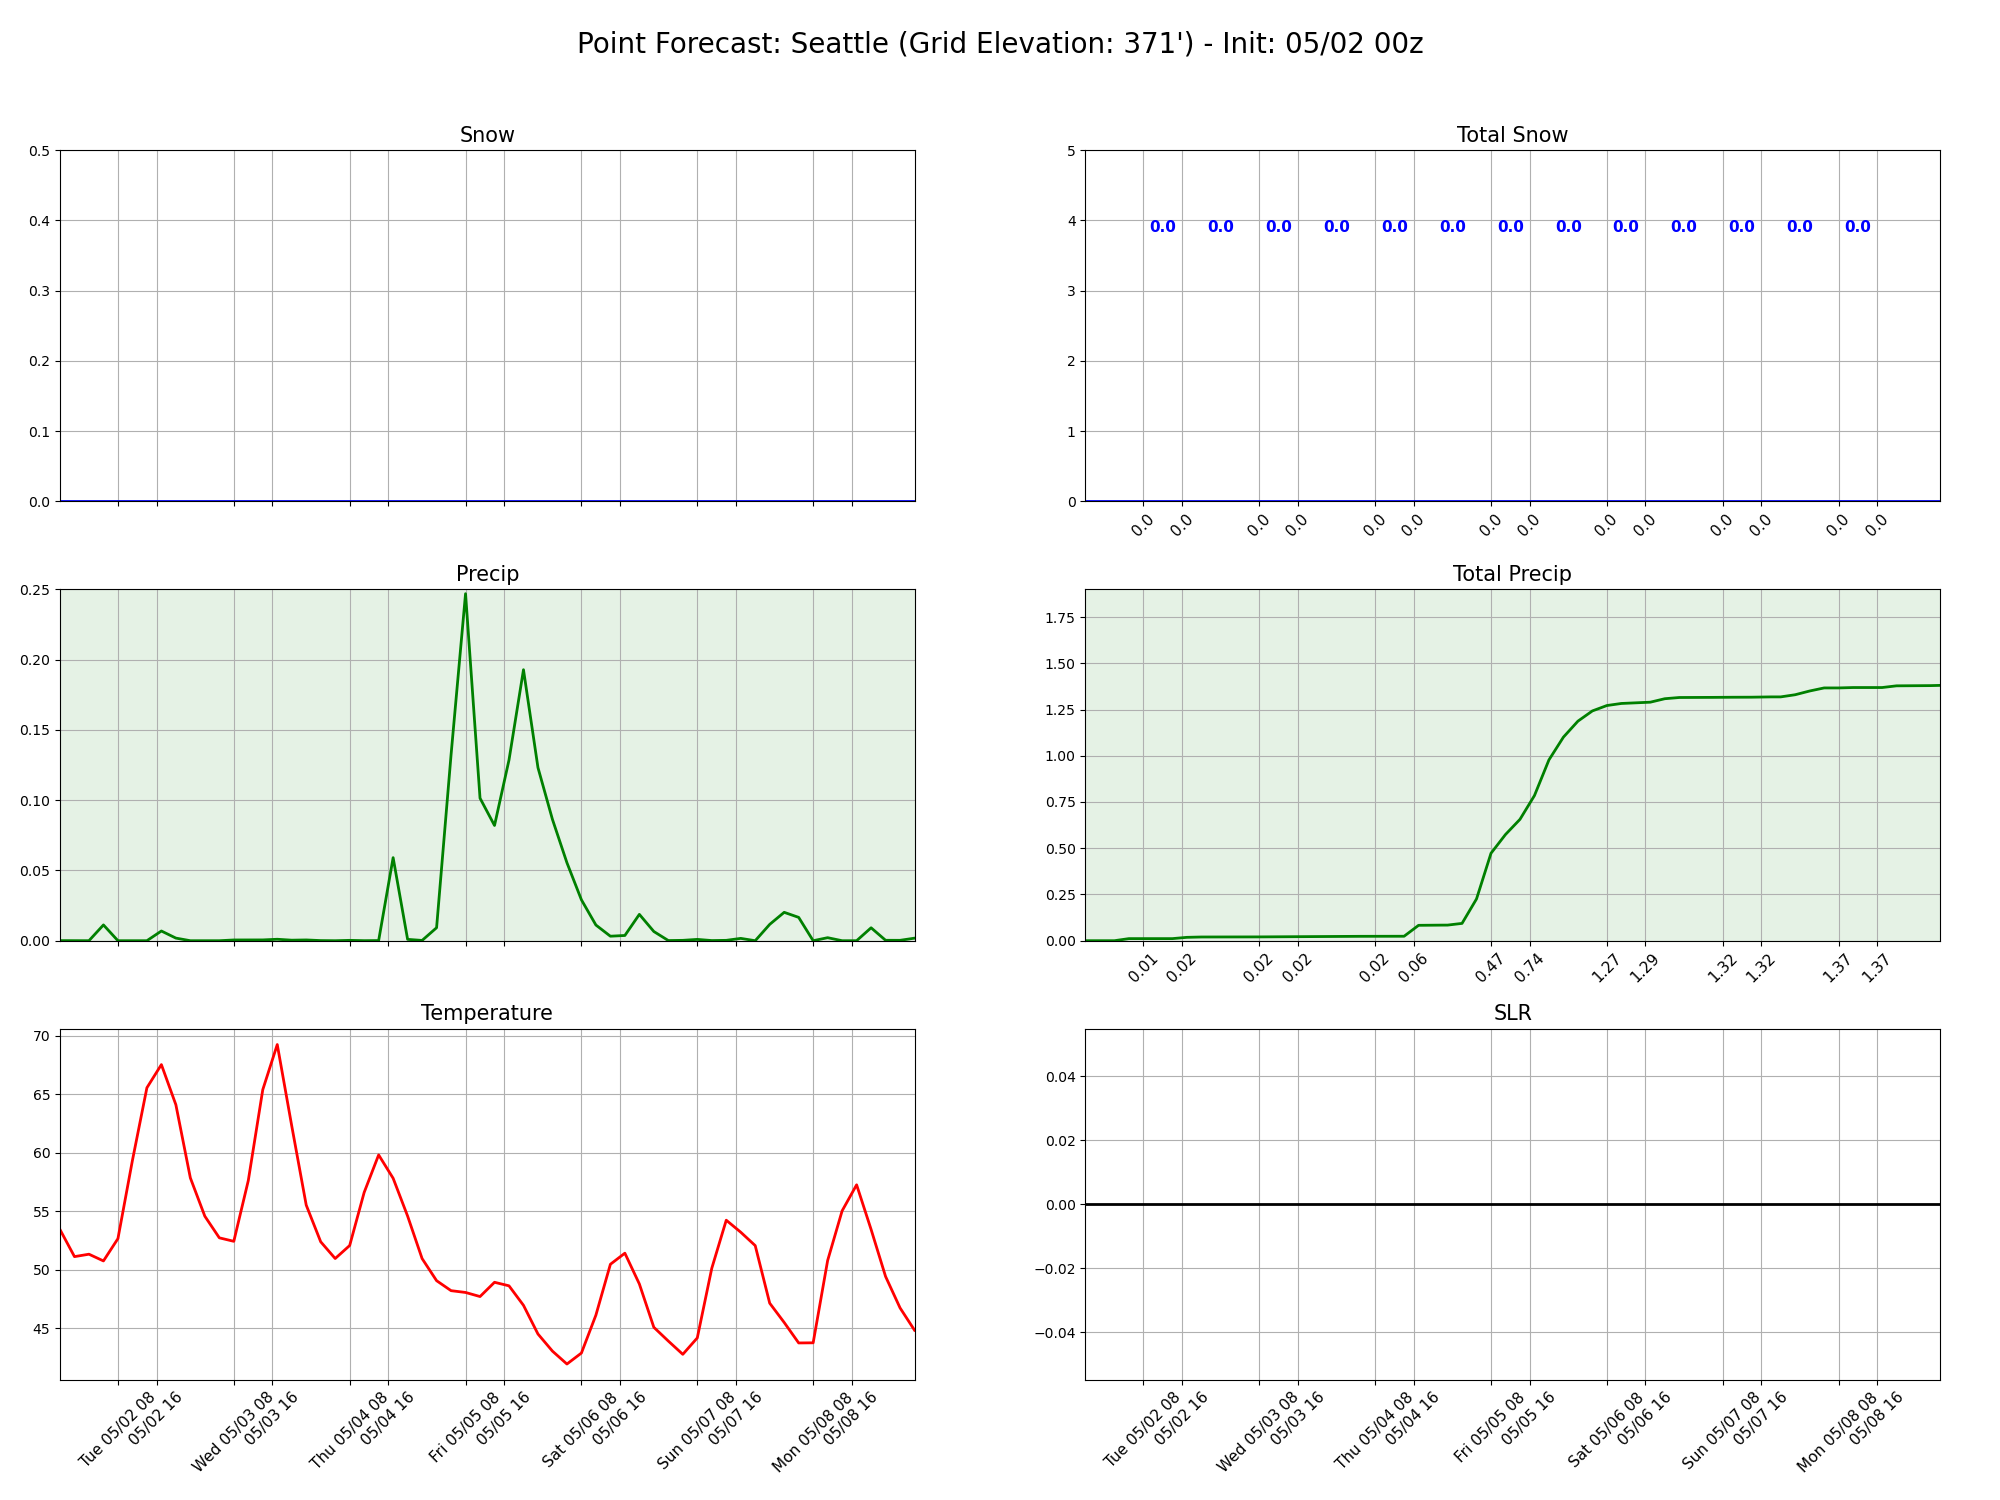 Point Forecast: Seattle (Grid Elevation: 371') - Init: 05/02 00z
Snow
0.5
0.4
0.3
0.2
0.1
0.0
Total Snow
5
4
3
2
1
0
0.0 0.0 0.0 0.0 0.0 0.0 0.0 0.0 0.0 0.0 0.0 0.0 0.0
0.0 0.0 0.0 0.0 0.0 0.0 0.0 0.0 0.0 0.0 0.0 0.0 0.0 0.0
Precip
0.25
0.20
0.15
0.10
0.05
0.00
Total Precip
1.75
1.50
1.25
1.00
0.75
0.50
0.25
0.00
0.01 0.02 0.02 0.02 0.02 0.06 0.47 0.74 1.27 1.29 1.32 1.32 1.37 1.37
Temperature
70
65
60
55
50
45
Tue 05/02 08
05/02 16
Wed 05/03 08
05/03 16
Thu 05/04 08
05/04 16
Fri 05/05 08
05/05 16
Sat 05/06 08
05/06 16
Sun 05/07 08
05/07 16
Mon 05/08 08
05/08 16
SLR
0.04
0.02
0.00
−0.02
−0.04
Tue 05/02 08
05/02 16
Wed 05/03 08
05/03 16
Thu 05/04 08
05/04 16
Fri 05/05 08
05/05 16
Sat 05/06 08
05/06 16
Sun 05/07 08
05/07 16
Mon 05/08 08
05/08 16